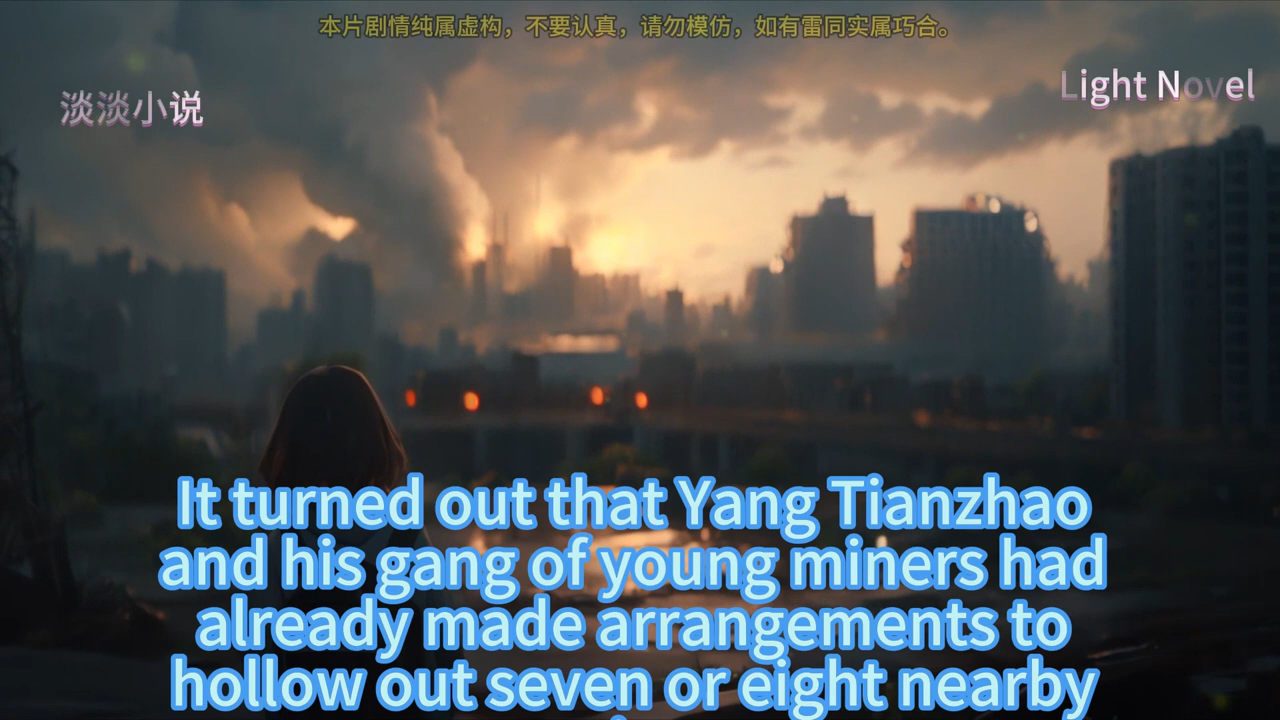 本片剧情纯属虚构，不要认真，请勿模仿，如有雷同实属巧合。
淡淡小说
Light Novel
It turned out that Yang Tianzhao
and his gang of young miners had
already made arrangements to
hollow out seven or eight nearby